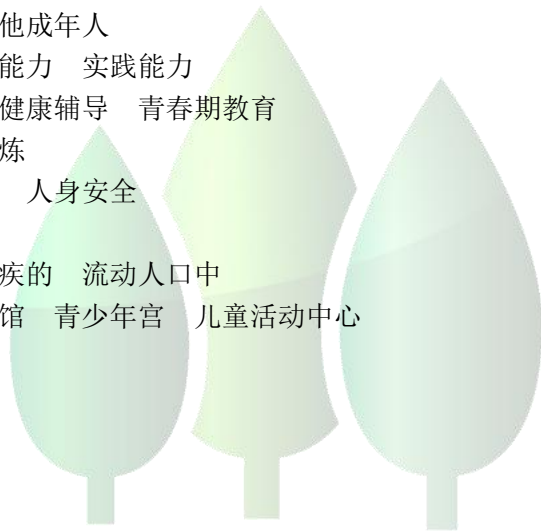 他成年人
能力　实践能力
健康辅导　青春期教育
炼
人身安全
疾的　流动人口中
馆　青少年宫　儿童活动中心